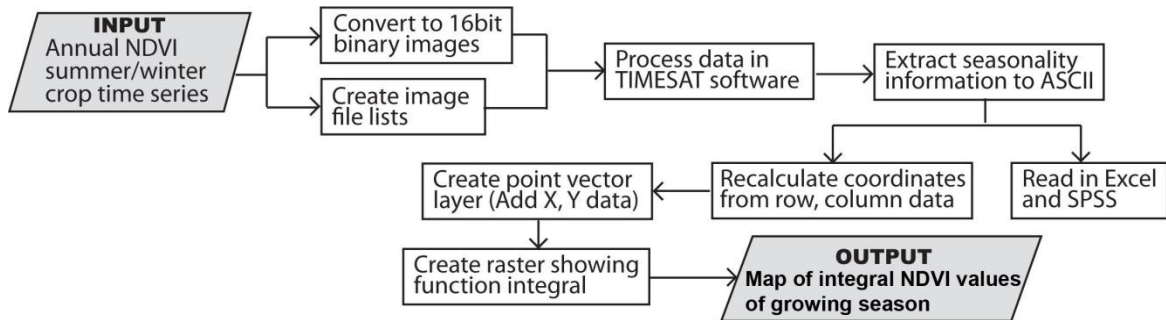 INPUT
Annual NDVI
summer/winter
crop time series
Convert to 16bit
binary images
Create image
file lists
Process data in
TIMESAT software
Extract seasonality
information to ASCII
Create point vector
layer (Add X, Y data)
Recalculate coordinates
from row, column data
Read in Excel
and SPSS
Create raster showing
function integral
OUTPUT
Map of integral NDVI values
of growing season